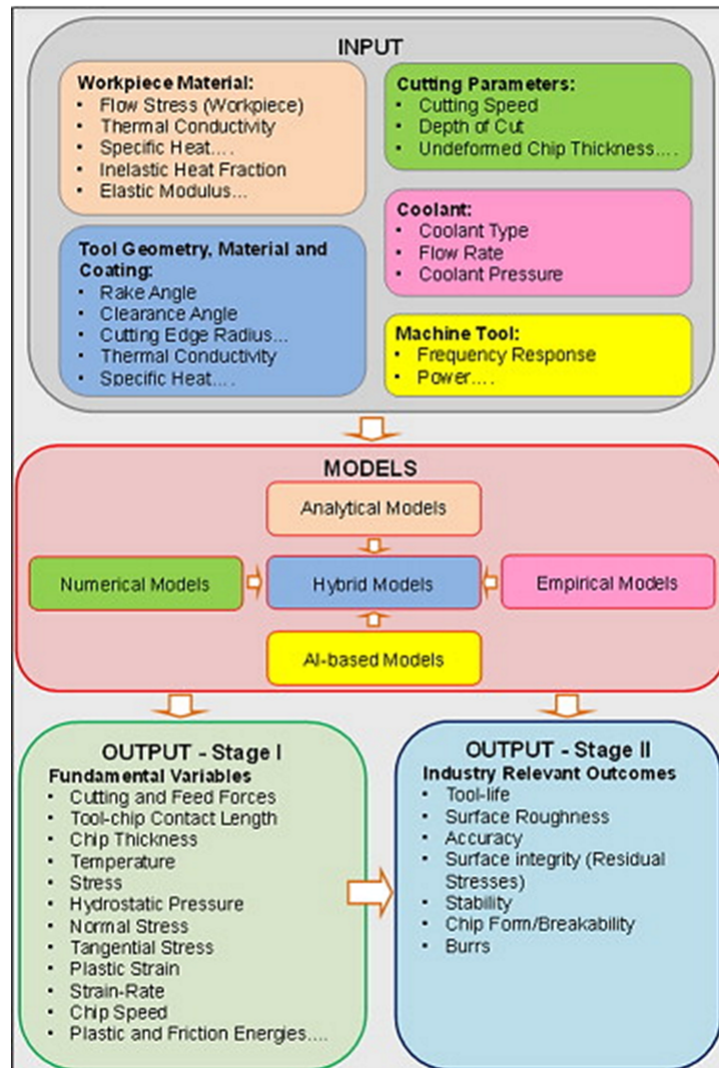 INPUT
Workpiece Material:
• Flow Stress (Workpiece)
• Thermal Conductivity
• Specific Heat....
• Inelastic Heat Fraction
• Elastic Modulus...
Tool Geometry, Material and
Coating:
• Rake Angle
• Clearance Angle
• Cutting Edge Radius...
• Thermal Conductivity
• Specific Heat....
Cutting Parameters:
• Cutting Speed
• Depth of Cut
• Undeformed Chip Thickness....
Coolant:
• Coolant Type
• Flow Rate
• Coolant Pressure
Machine Tool:
• Frequency Response
• Power....
MODELS
Analytical Models
Numerical Models
Hybrid Models
Empirical Models
AI-based Models
OUTPUT - Stage I
Fundamental Variables
• Cutting and Feed Forces
• Tool-chip Contact Length
• Chip Thickness
• Temperature
• Stress
• Hydrostatic Pressure
• Normal Stress
• Tangential Stress
• Plastic Strain
• Strain-Rate
• Chip Speed
• Plastic and Friction Energies....
OUTPUT - Stage II
Industry Relevant Outcomes
• Tool-life
• Surface Roughness
• Accuracy
• Surface integrity (Residual
Stresses)
• Stability
• Chip Form/Breakability
• Burrs